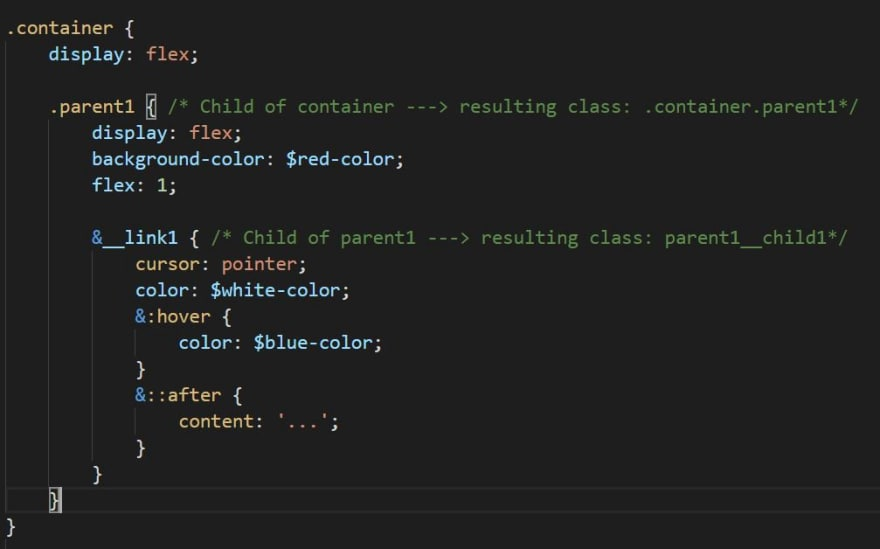 .container {
    display: flex;

    .parent1 { /* Child of container ---> resulting class: .container.parent1*/
        display: flex;
        background-color: $red-color;
        flex: 1;

        &__link1 { /* Child of parent1 ---> resulting class: parent1__child1*/
            cursor: pointer;
            color: $white-color;
            &:hover {
                color: $blue-color;
            }
            &::after {
                content: '...';
            }
        }
    }
}